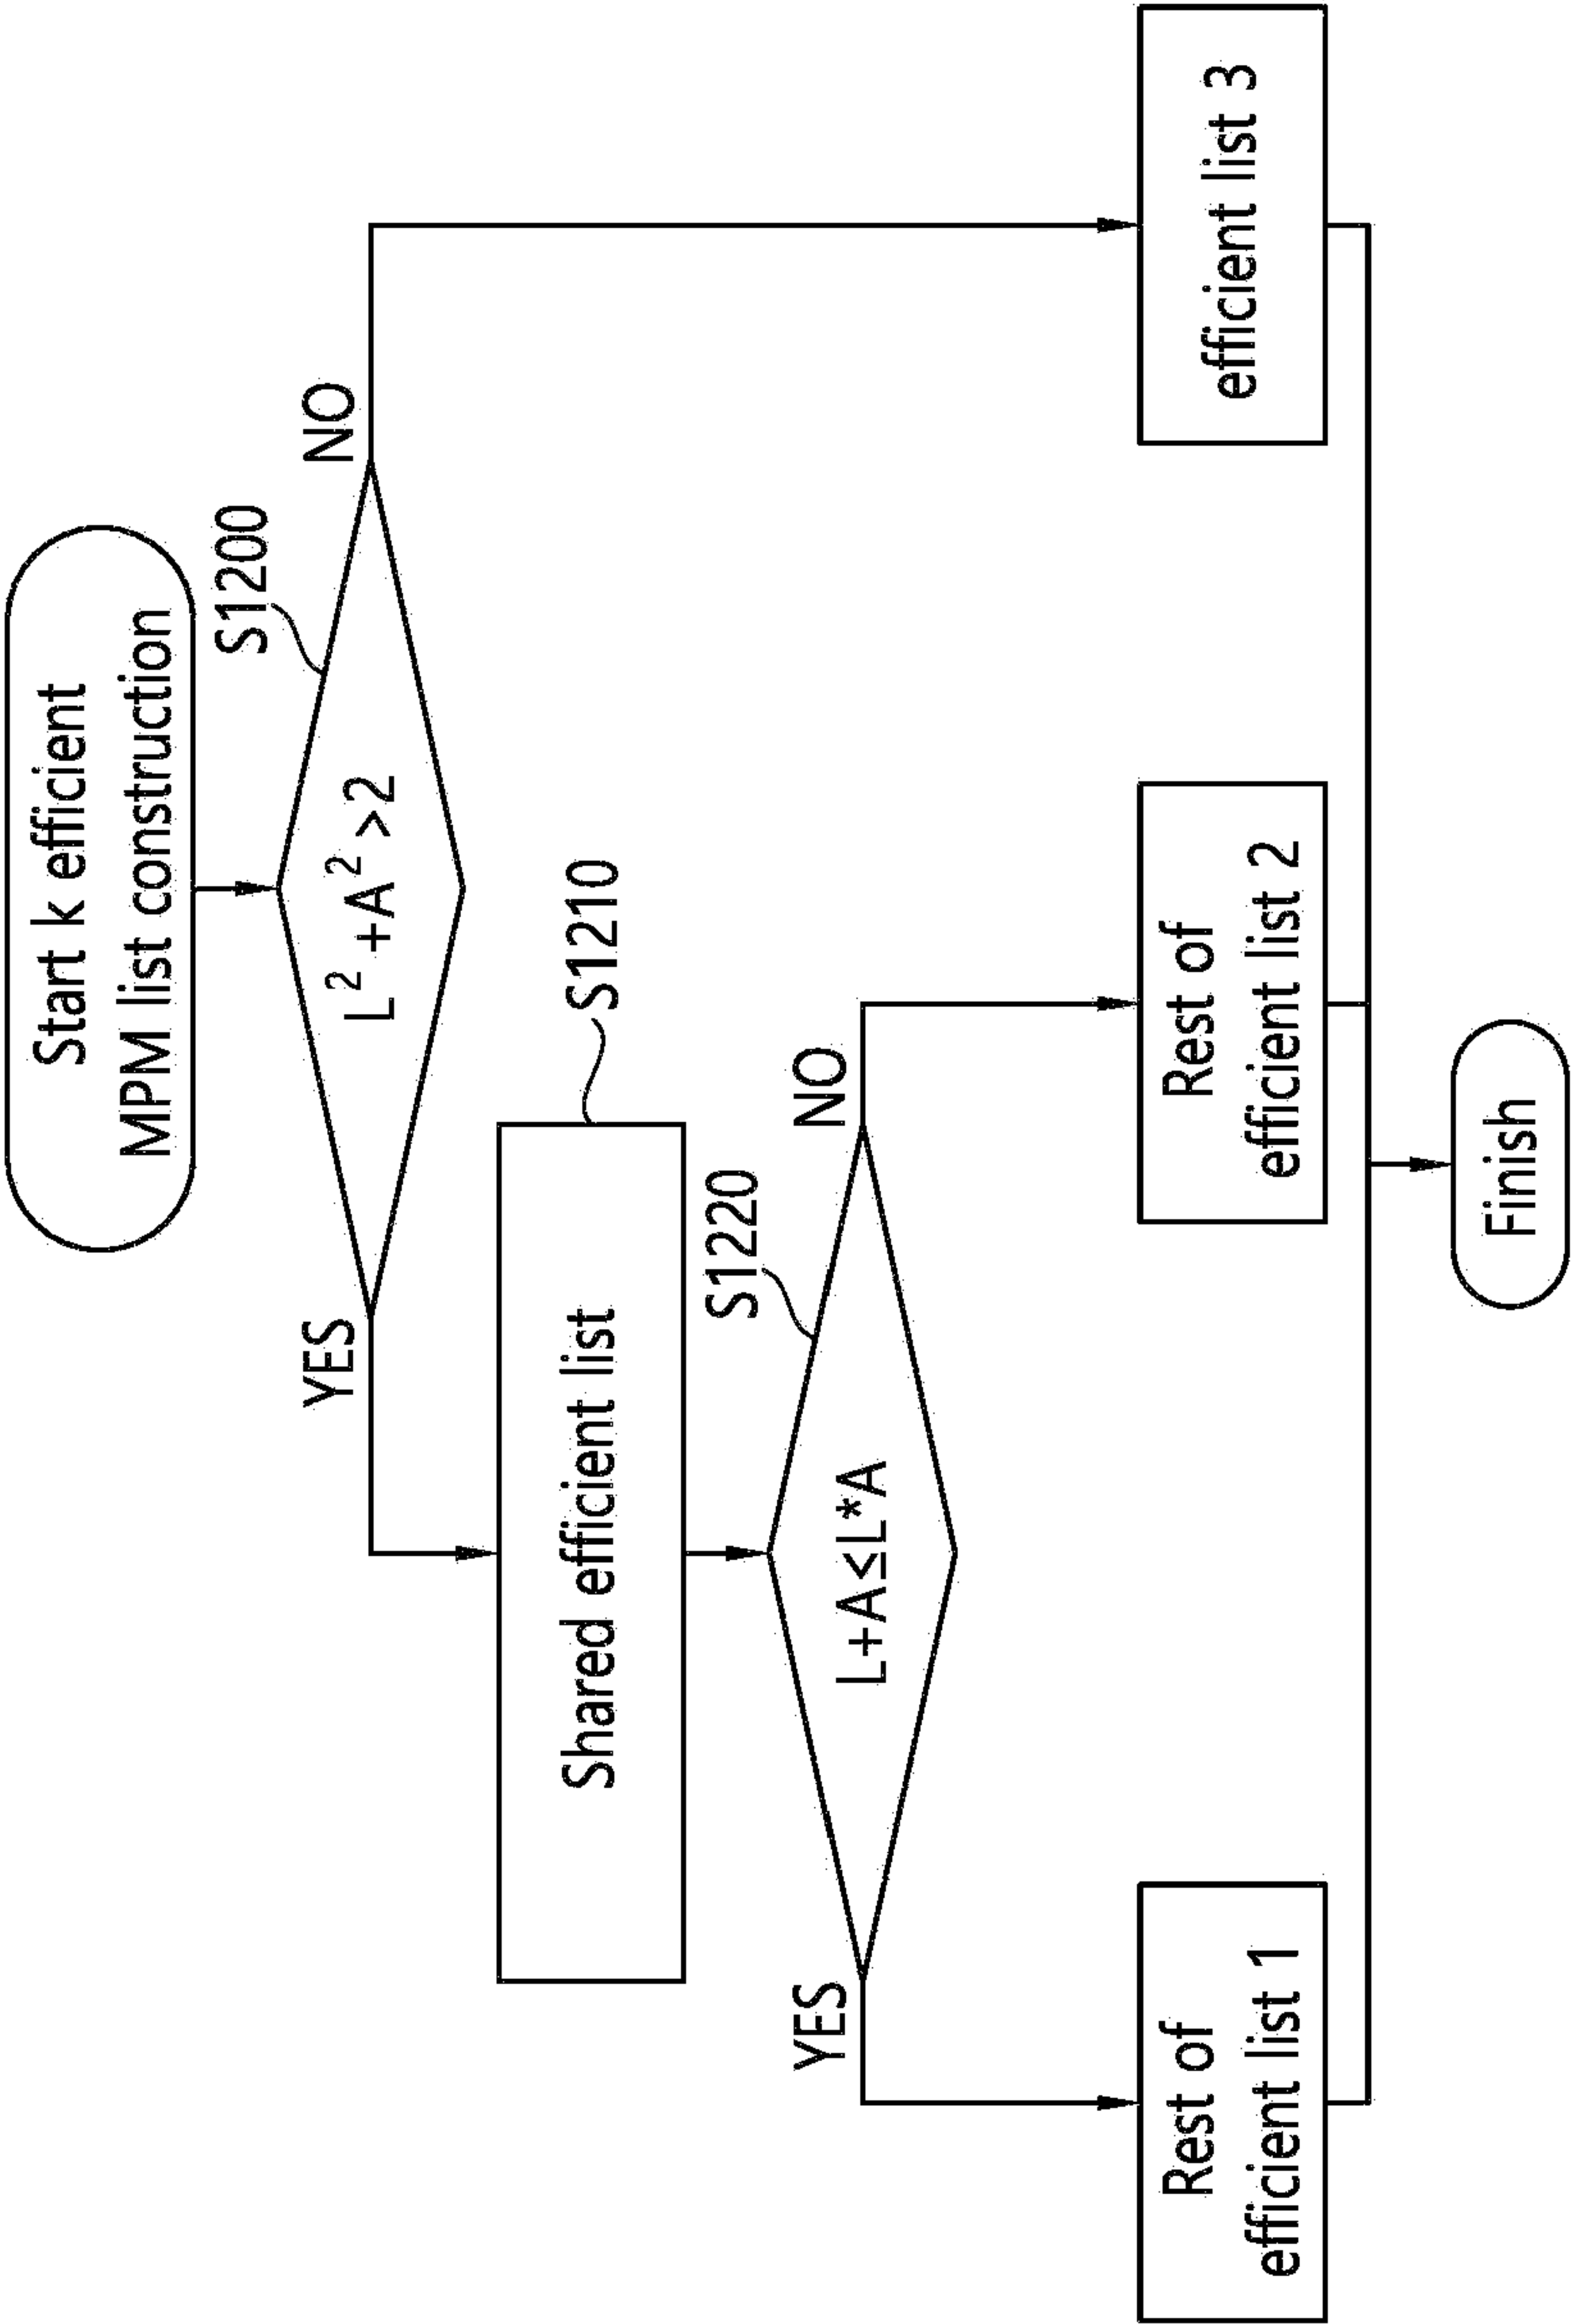 Start k efficient
MPM list construction
S1200
L² +A² >2
YES
NO
S1210
Shared efficient list
S1220
L+A≤L*A
YES
NO
Rest of
efficient list 1
Rest of
efficient list 2
efficient list 3
Finish